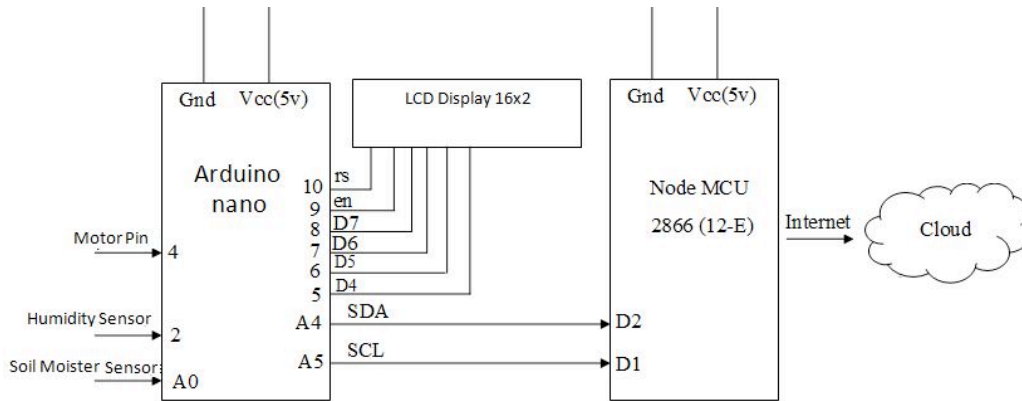 Gnd Vcc(5v)
LCD Display 16x2
Gnd Vcc(5v)
Arduino
nano
10 rs
9 en
8 D7
7 D6
6 D5
5 D4
Motor Pin 4
Humidity Sensor 2
Soil Moister Sensor: A0
A4 SDA D2
A5 SCL D1
Node MCU
2866 (12-E)
Internet
Cloud